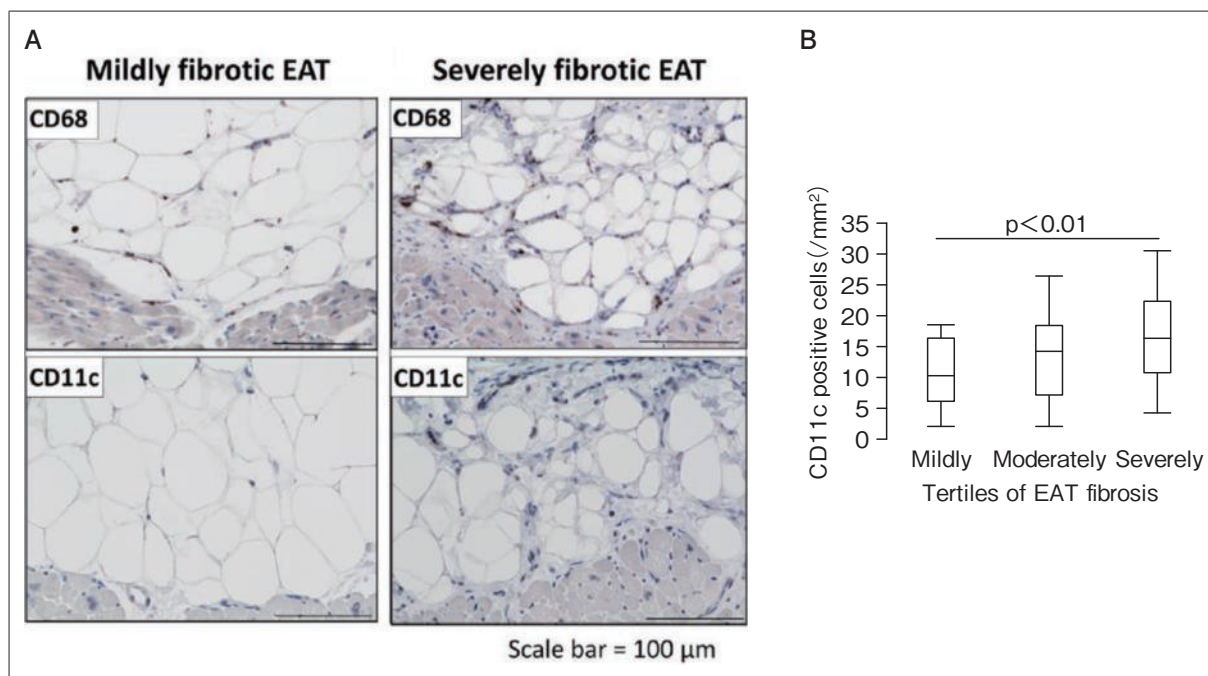 A
Mildly fibrotic EAT
Severely fibrotic EAT
CD68
CD68
CD11c
CD11c
Scale bar = 100 μm
B
CD11c positive cells(/mm²)
35
30
25
20
15
10
5
0
p<0.01
Mildly Moderately Severely
Tertiles of EAT fibrosis